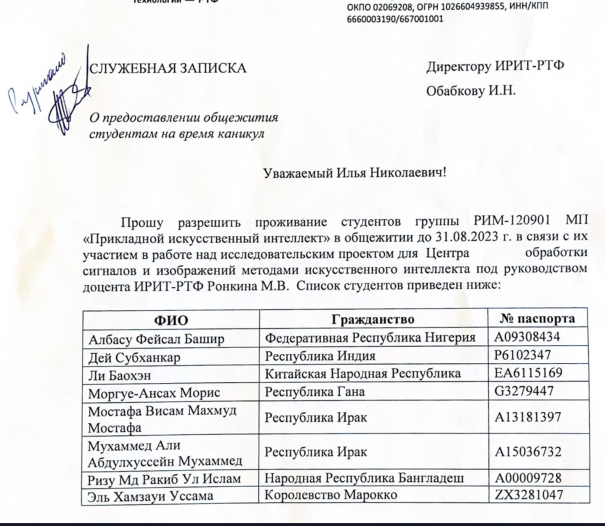 технологий — РТФ
ОКПО 02069208, ОГРН 1026604939855, ИНН/КПП
6660003190/667001001
СЛУЖЕБНАЯ ЗАПИСКА
Директору ИРИТ-РТФ
Обабкову И.Н.
О предоставлении общежития
студентам на время каникул
Уважаемый Илья Николаевич!
Прошу разрешить проживание студентов группы РИМ-120901 МП
«Прикладной искусственный интеллект» в общежитии до 31.08.2023 г. в связи с их
участием в работе над исследовательским проектом для Центра обработки
сигналов и изображений методами искусственного интеллекта под руководством
доцента ИРИТ-РТФ Ронкина М.В. Список студентов приведен ниже:
ФИО Гражданство № паспорта
Албасу Фейсал Башир Федеративная Республика Нигерия A09308434
Дей Субханкар Республика Индия P6102347
Ли Баохэн Китайская Народная Республика EA6115169
Моргуе-Ансах Морис Республика Гана G3279447
Мостафа Висам Махмуд
Мостафа Республика Ирак A13181397
Мухаммед Али
Абдулхуссейн Мухаммед Республика Ирак A15036732
Ризу Мд Ракиб Ул Ислам Народная Республика Бангладеш A00009728
Эль Хамзауи Уссама Королевство Марокко ZX3281047